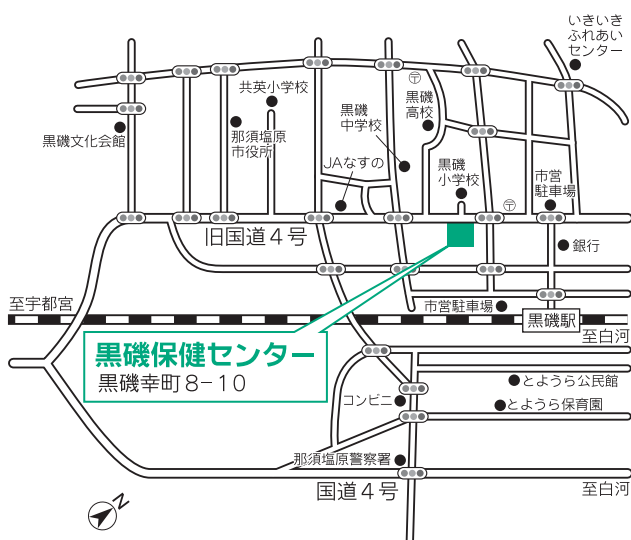 いきいき
ふれあい
センター
〒
共英小学校
黒磯
中学校
黒磯
高校
黒磯文化会館
那須塩原
市役所
JAなすの
黒磯
小学校
市営
駐車場
〒
旧国道4号
銀行
至宇都宮
市営駐車場
黒磯駅
至白河
黒磯保健センター
黒磯幸町8-10
とようら公民館
コンビニ
とようら保育園
那須塩原警察署
国道4号
至白河
N